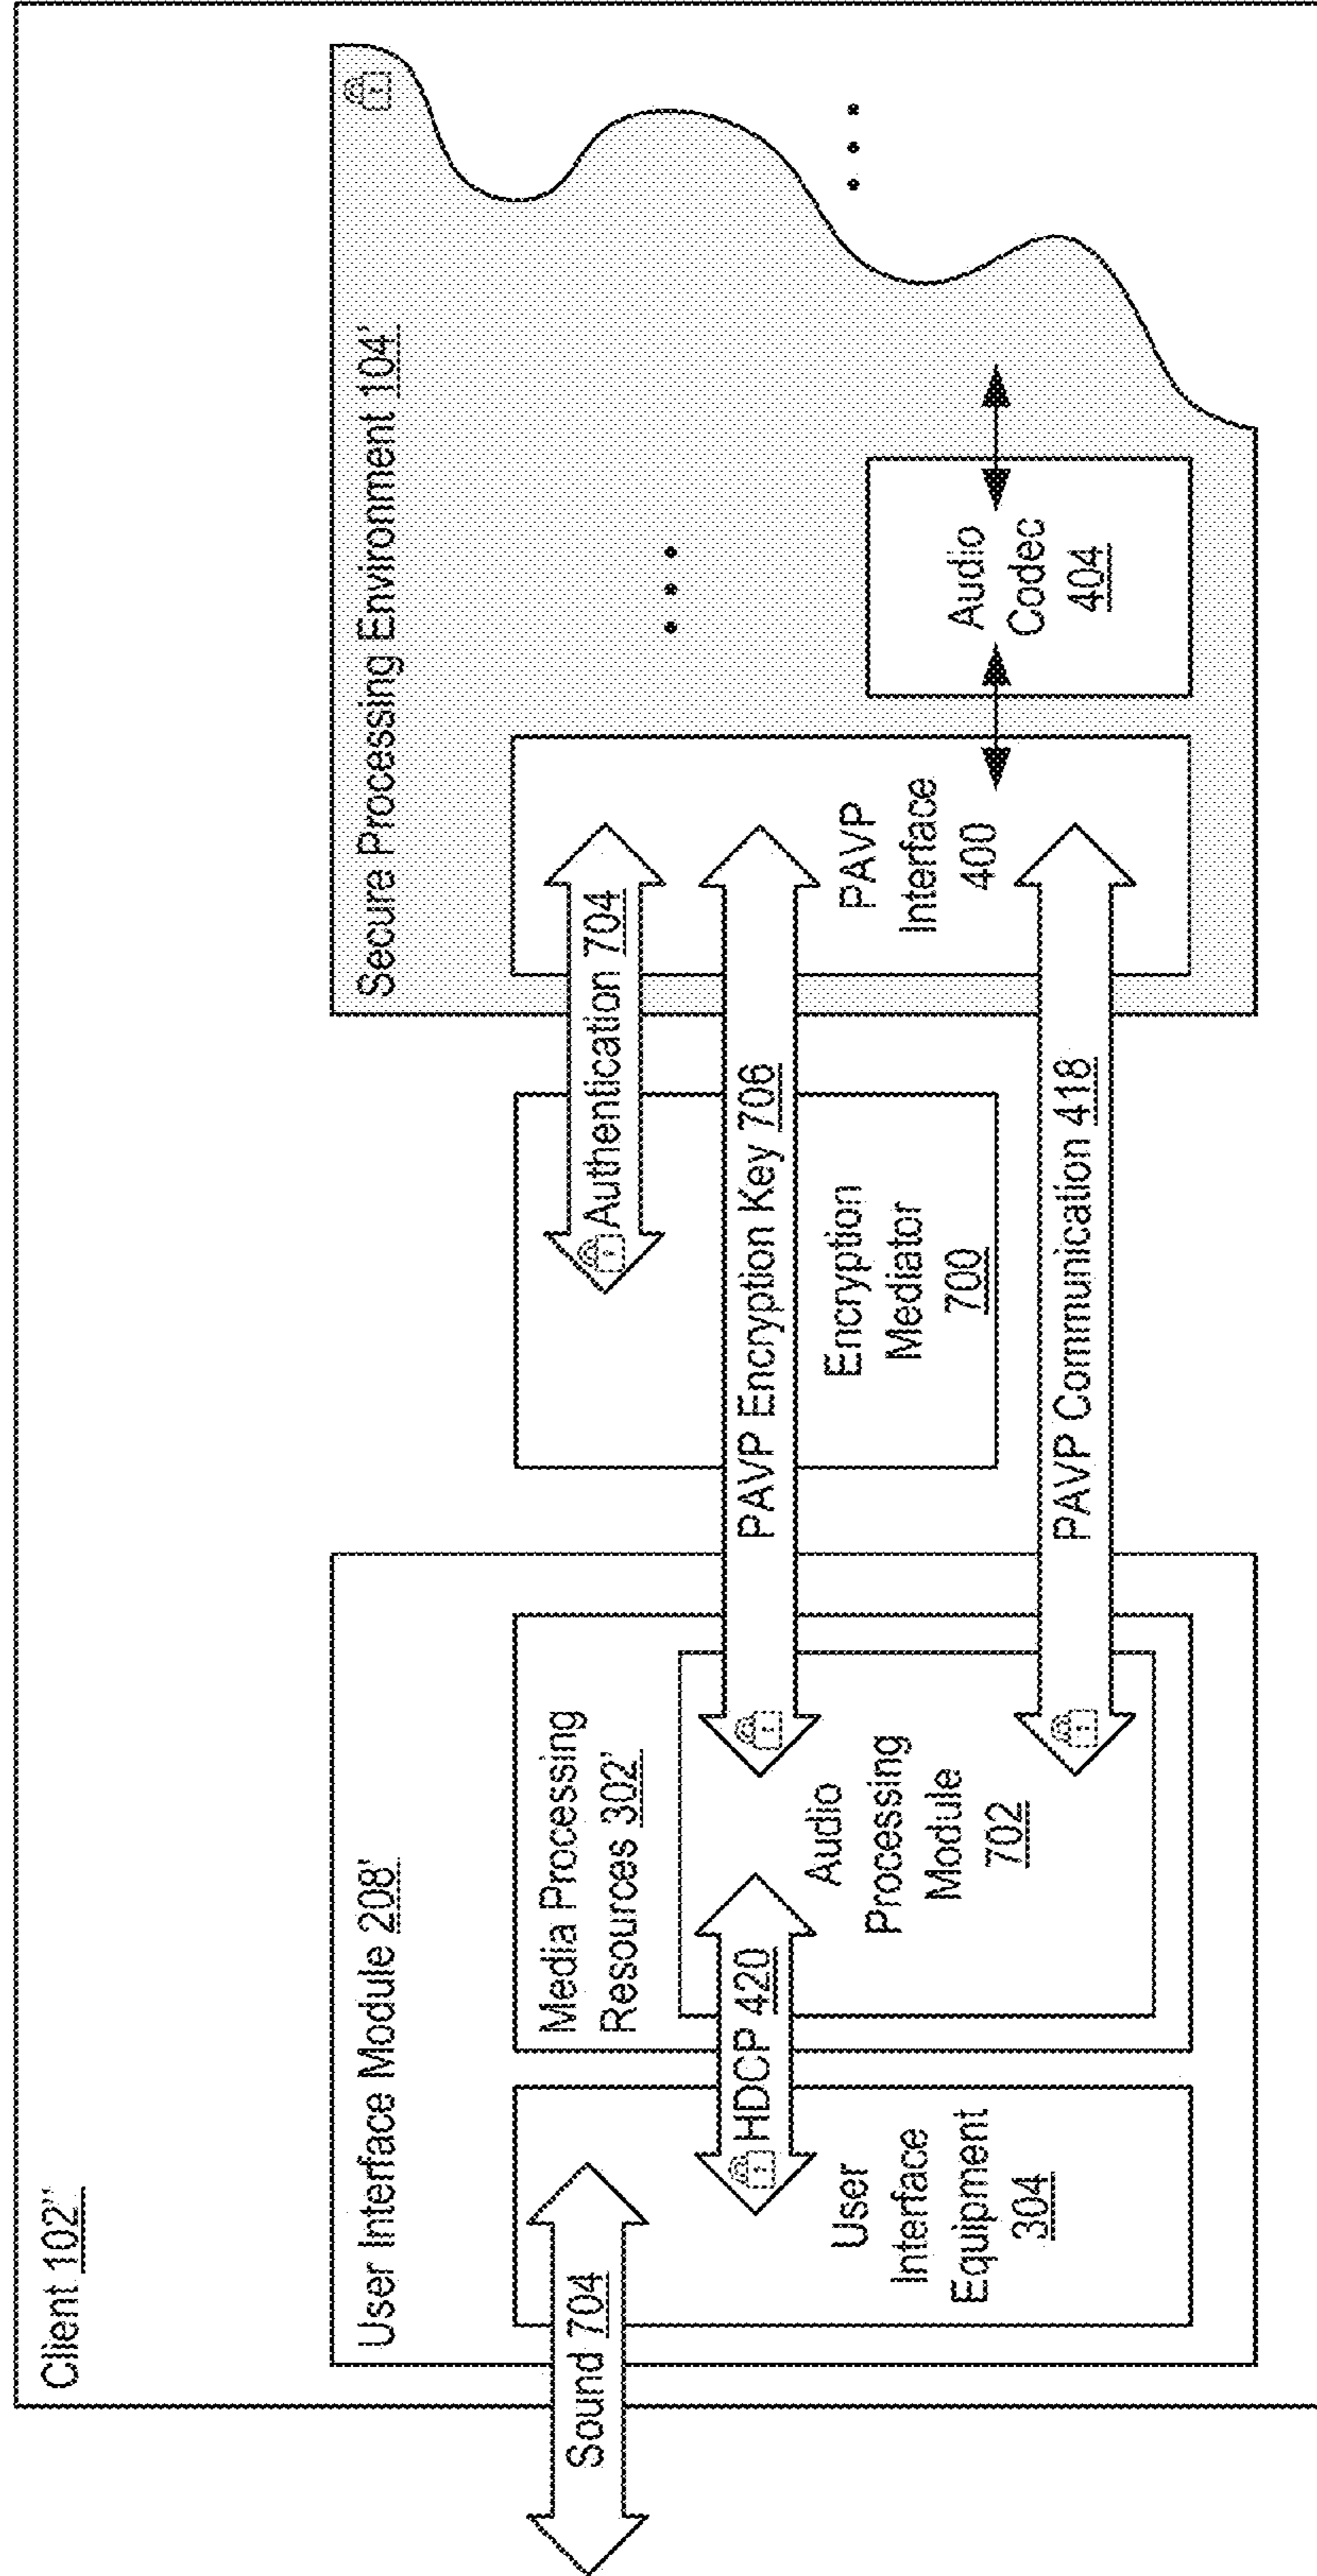 Client 102"
User Interface Module 208'
Secure Processing Environment 104'
Sound 704
User
Interface
Equipment
304
HDCP 420
Media Processing
Resources 302'
Audio
Processing
Module
702
Authentication 704
PAVP Encryption Key 706
Encryption
Mediator
700
PAVP Communication 418
PAVP
Interface
400
Audio
Codec
404